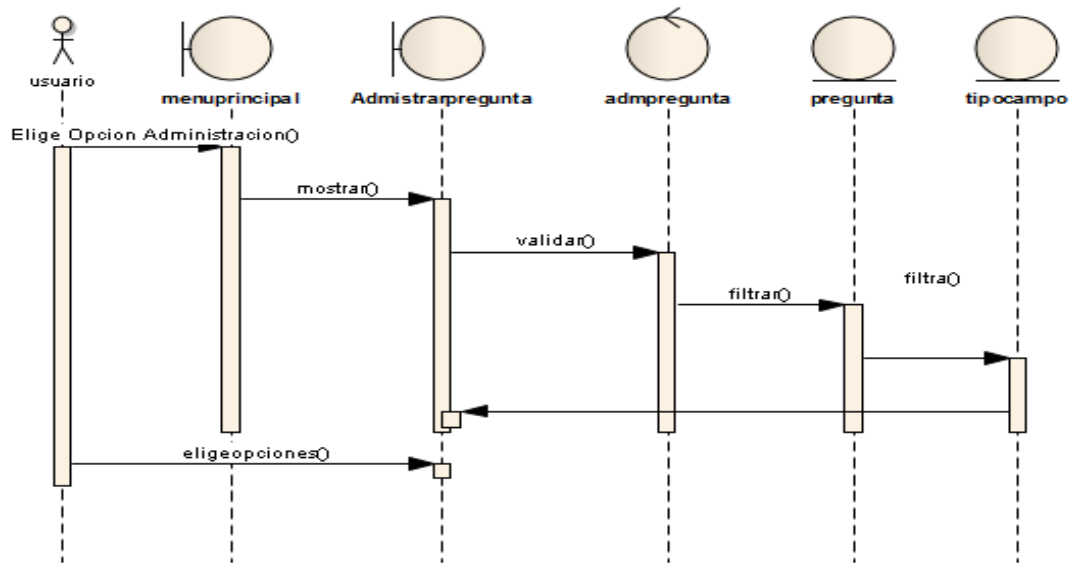 usuario
menuprincipal
Admistrarpregunta
admpregunta
pregunta
tipocampo
Elige Opcion Administracion()
mostrar()
validar()
filtrar()
filtra()
eligeopciones()